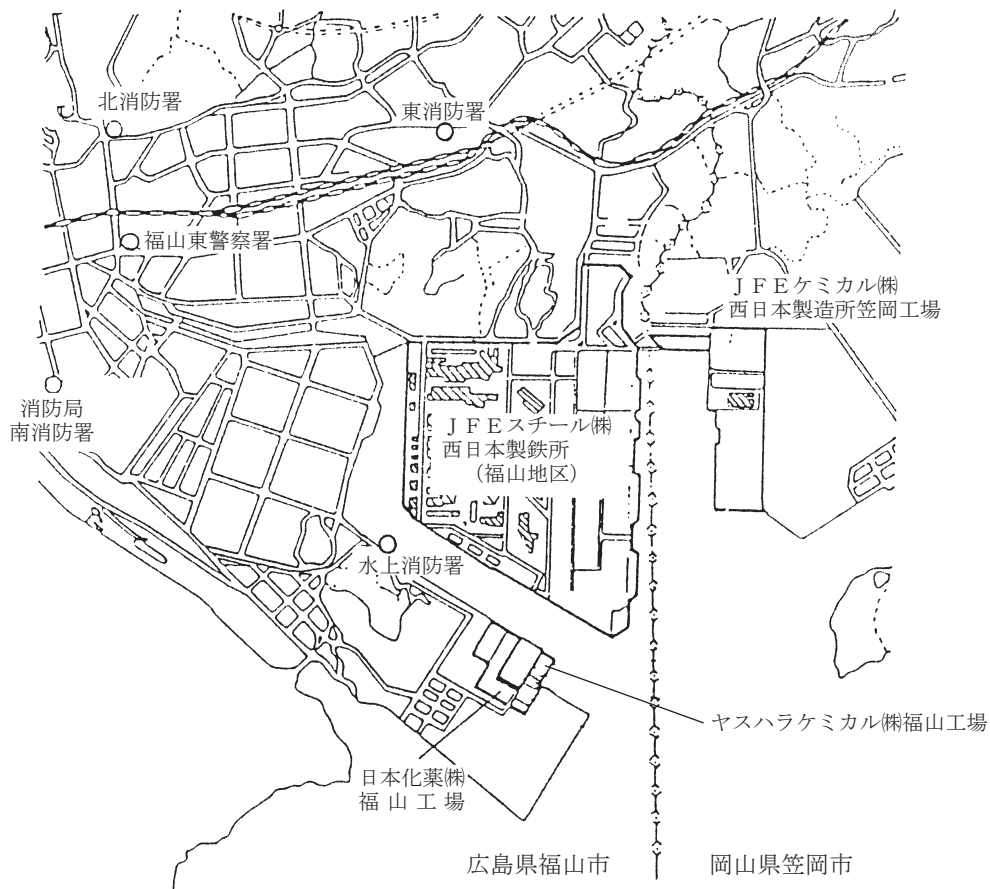 北消防署
東消防署
福山東警察署
JFEケミカル㈱
西日本製造所笠岡工場
消防局
南消防署
JFEスチール㈱
西日本製鉄所
（福山地区）
水上消防署
ヤスハラケミカル㈱福山工場
日本化薬㈱
福山工場
広島県福山市
岡山県笠岡市